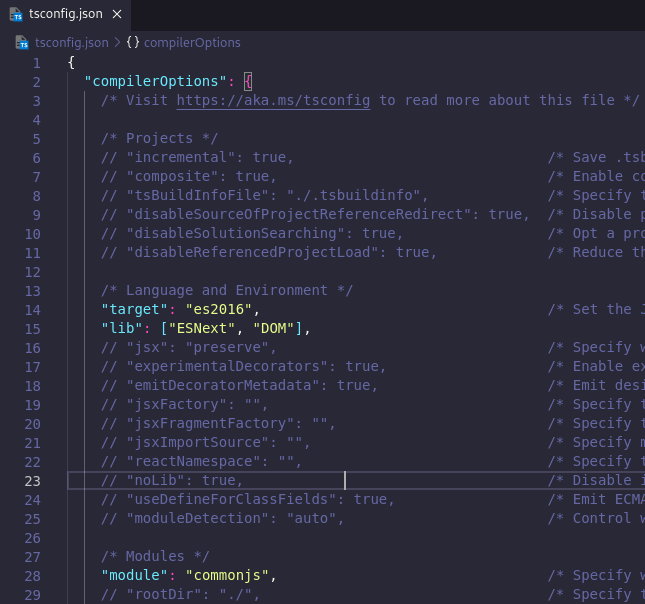 tsconfig.json
tsconfig.json > {} compilerOptions
1 {
2 "compilerOptions": {
3 /* Visit https://aka.ms/tsconfig to read more about this file */
4
5 /* Projects */
6 // "incremental": true, /* Save .tsb
7 // "composite": true, /* Enable co
8 // "tsBuildInfoFile": "./.tsbuildinfo", /* Specify t
9 // "disableSourceOfProjectReferenceRedirect": true, /* Disable p
10 // "disableSolutionSearching": true, /* Opt a pro
11 // "disableReferencedProjectLoad": true, /* Reduce th
12
13 /* Language and Environment */
14 "target": "es2016", /* Set the J
15 "lib": ["ESNext", "DOM"],
16 // "jsx": "preserve", /* Specify w
17 // "experimentalDecorators": true, /* Enable ex
18 // "emitDecoratorMetadata": true, /* Emit desi
19 // "jsxFactory": "", /* Specify t
20 // "jsxFragmentFactory": "", /* Specify t
21 // "jsxImportSource": "", /* Specify m
22 // "reactNamespace": "", /* Specify t
23 // "noLib": true, /* Disable i
24 // "useDefineForClassFields": true, /* Emit ECMA
25 // "moduleDetection": "auto", /* Control w
26
27 /* Modules */
28 "module": "commonjs", /* Specify w
29 // "rootDir": "./", /* Specify t